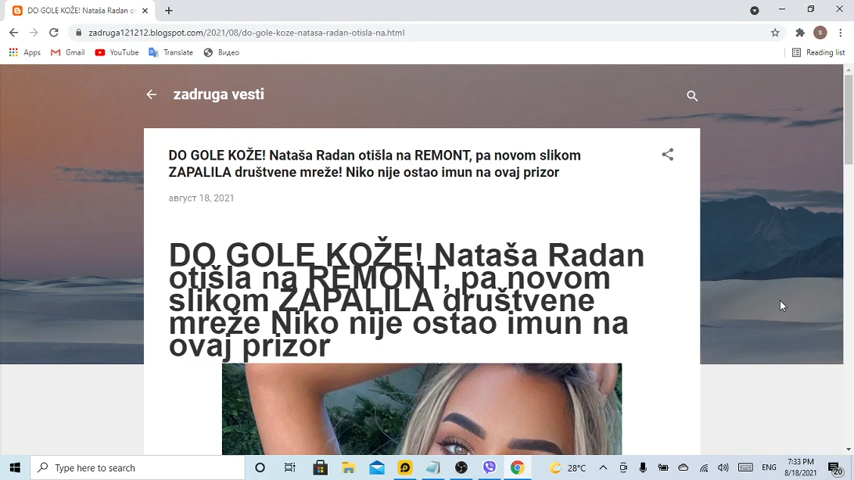 DO GOLE KOŽE! Nataša Radan o
zadruga121212.blogspot.com/2021/08/do-gole-koze-natasa-radan-otisla-na.html
B
Apps Gmail YouTube Translate Видео Reading list
zadruga vesti
DO GOLE KOŽE! Nataša Radan otišla na REMONT, pa novom slikom
ZAPALILA društvene mreže! Niko nije ostao imun na ovaj prizor
август 18, 2021
DO GOLE KOŽE! Nataša Radan
otišla na REMONT, pa novom
slikom ZAPALILA društvene
mreže Niko nije ostao imun na
ovaj prizor
Type here to search
28°C
ENG
7:33 PM
8/18/2021
20